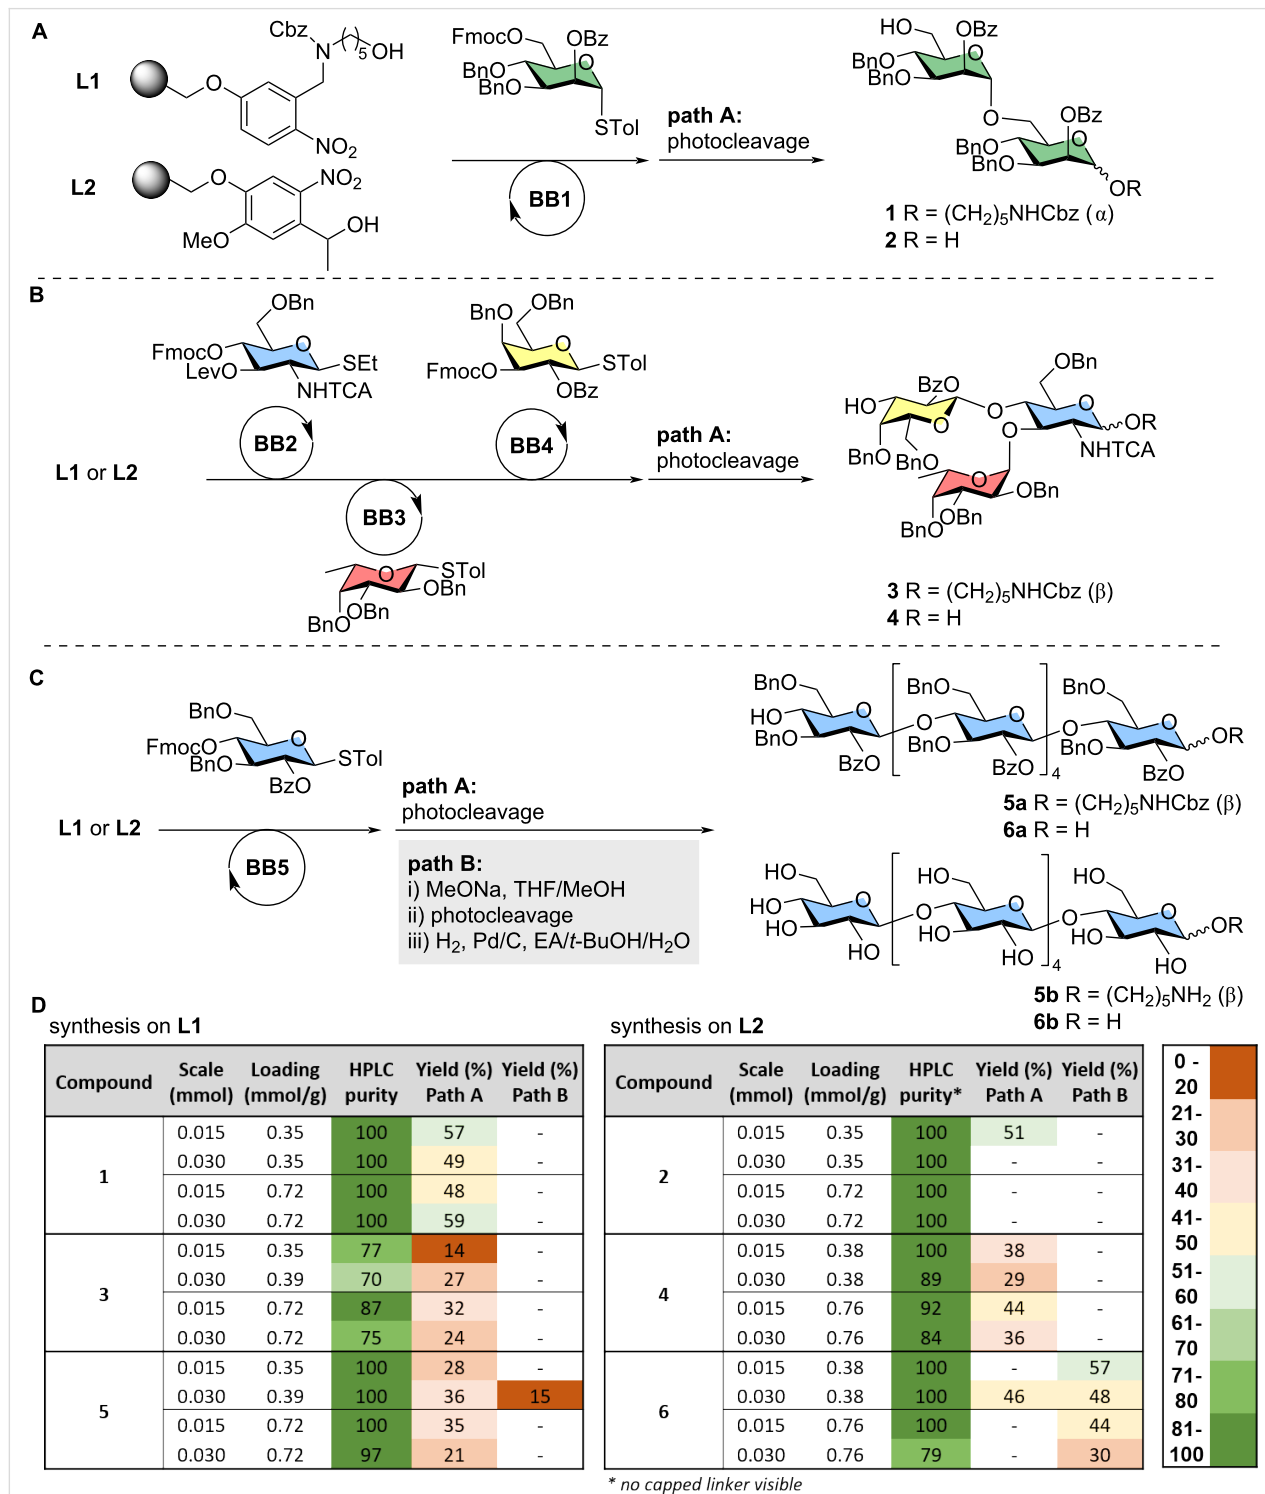 A
L1
Cbz
N
( )5
OH
O
NO2
L2
O
NO2
OH
MeO
FmocO
OBz
O
BnO
BnO
STol
BB1
path A:
photocleavage
HO
OBz
O
BnO
BnO
O
OBz
O
BnO
BnO
OR
1 R = (CH2)5NHCbz (α)
2 R = H
B
OBn
O
FmocO
LevO
SEt
NHTCA
BB2
BnO
OBn
O
FmocO
STol
OBz
BB4
L1 or L2
BB3
O
STol
OBn
OBn
BnO
path A:
photocleavage
OBn
BzO
HO
O
O
O
OR
O
NHTCA
BnO
BnO
O
OBn
OBn
BnO
3 R = (CH2)5NHCbz (β)
4 R = H
C
BnO
O
FmocO
BnO
STol
BzO
L1 or L2
BB5
path A:
photocleavage
path B:
i) MeONa, THF/MeOH
ii) photocleavage
iii) H2, Pd/C, EA/t-BuOH/H2O
BnO BnO BnO
HO O O O O O OR
BnO BnO BnO
BzO BzO 4 BzO
5a R = (CH2)5NHCbz (β)
6a R = H
HO HO HO
HO O O O O O OR
HO HO HO
HO HO 4 HO
5b R = (CH2)5NH2 (β)
6b R = H
D
synthesis on L1
Compound Scale (mmol) Loading (mmol/g) HPLC purity Yield (%) Path A Yield (%) Path B
1 0.015 0.35 100 57 -
0.030 0.35 100 49 -
0.015 0.72 100 48 -
0.030 0.72 100 59 -
3 0.015 0.35 77 14 -
0.030 0.39 70 27 -
0.015 0.72 87 32 -
0.030 0.72 75 24 -
5 0.015 0.35 100 28 -
0.030 0.39 100 36 15
0.015 0.72 100 35 -
0.030 0.72 97 21 -
synthesis on L2
Compound Scale (mmol) Loading (mmol/g) HPLC purity* Yield (%) Path A Yield (%) Path B
2 0.015 0.35 100 51 -
0.030 0.35 100 - -
0.015 0.72 100 - -
0.030 0.72 100 - -
4 0.015 0.38 100 38 -
0.030 0.38 89 29 -
0.015 0.76 92 44 -
0.030 0.76 84 36 -
6 0.015 0.38 100 - 57
0.030 0.38 100 46 48
0.015 0.76 100 - 44
0.030 0.76 79 - 30
* no capped linker visible
0 -
20
21-
30
31-
40
41-
50
51-
60
61-
70
71-
80
81-
100